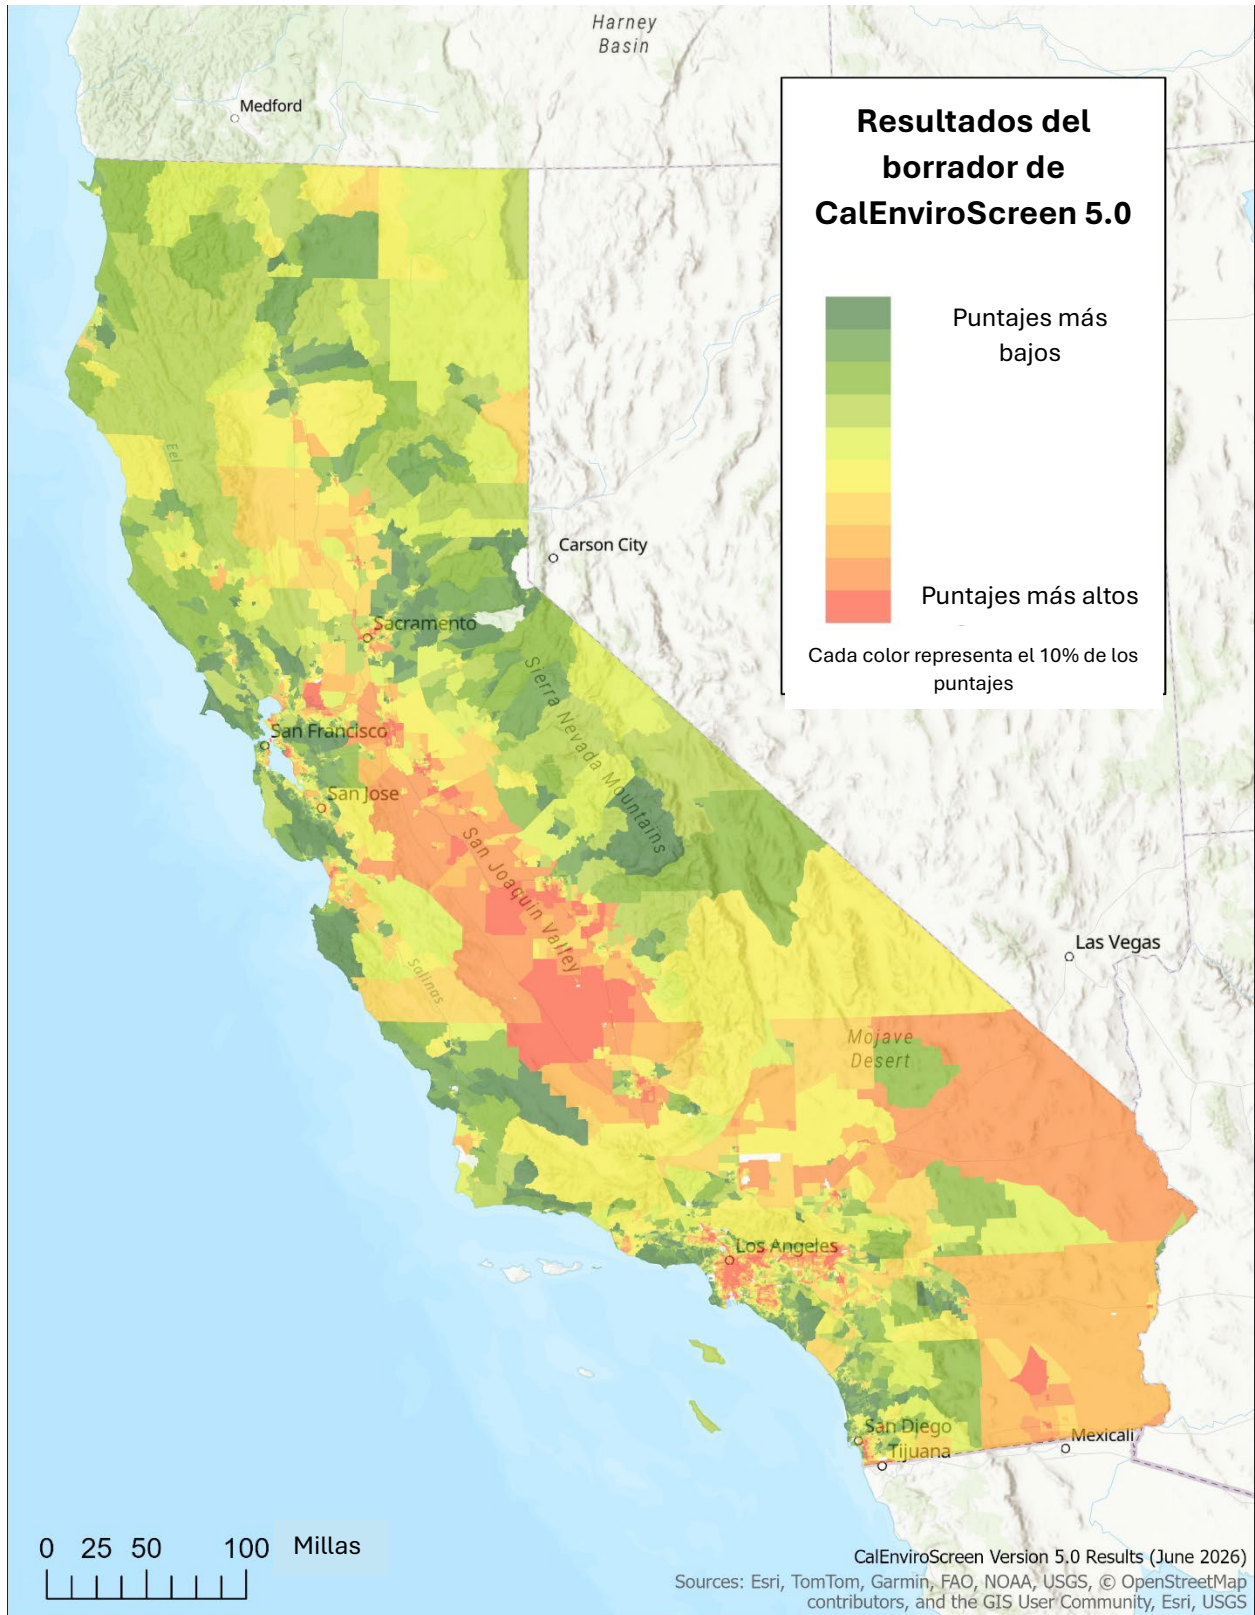 Harney
Basin
Medford
Resultados del
borrador de
CalEnviroScreen 5.0
Puntajes más
bajos
Puntajes más altos
Cada color representa el 10% de los
puntajes
Eel
Carson City
Sacramento
Sierra Nevada Mountains
San Francisco
San Jose
San Joaquin Valley
Las Vegas
Salinas
Mojave
Desert
Los Angeles
San Diego
Tijuana
Mexicali
0 25 50 100 Millas
CalEnviroScreen Version 5.0 Results (June 2026)
Sources: Esri, TomTom, Garmin, FAO, NOAA, USGS, © OpenStreetMap
contributors, and the GIS User Community, Esri, USGS